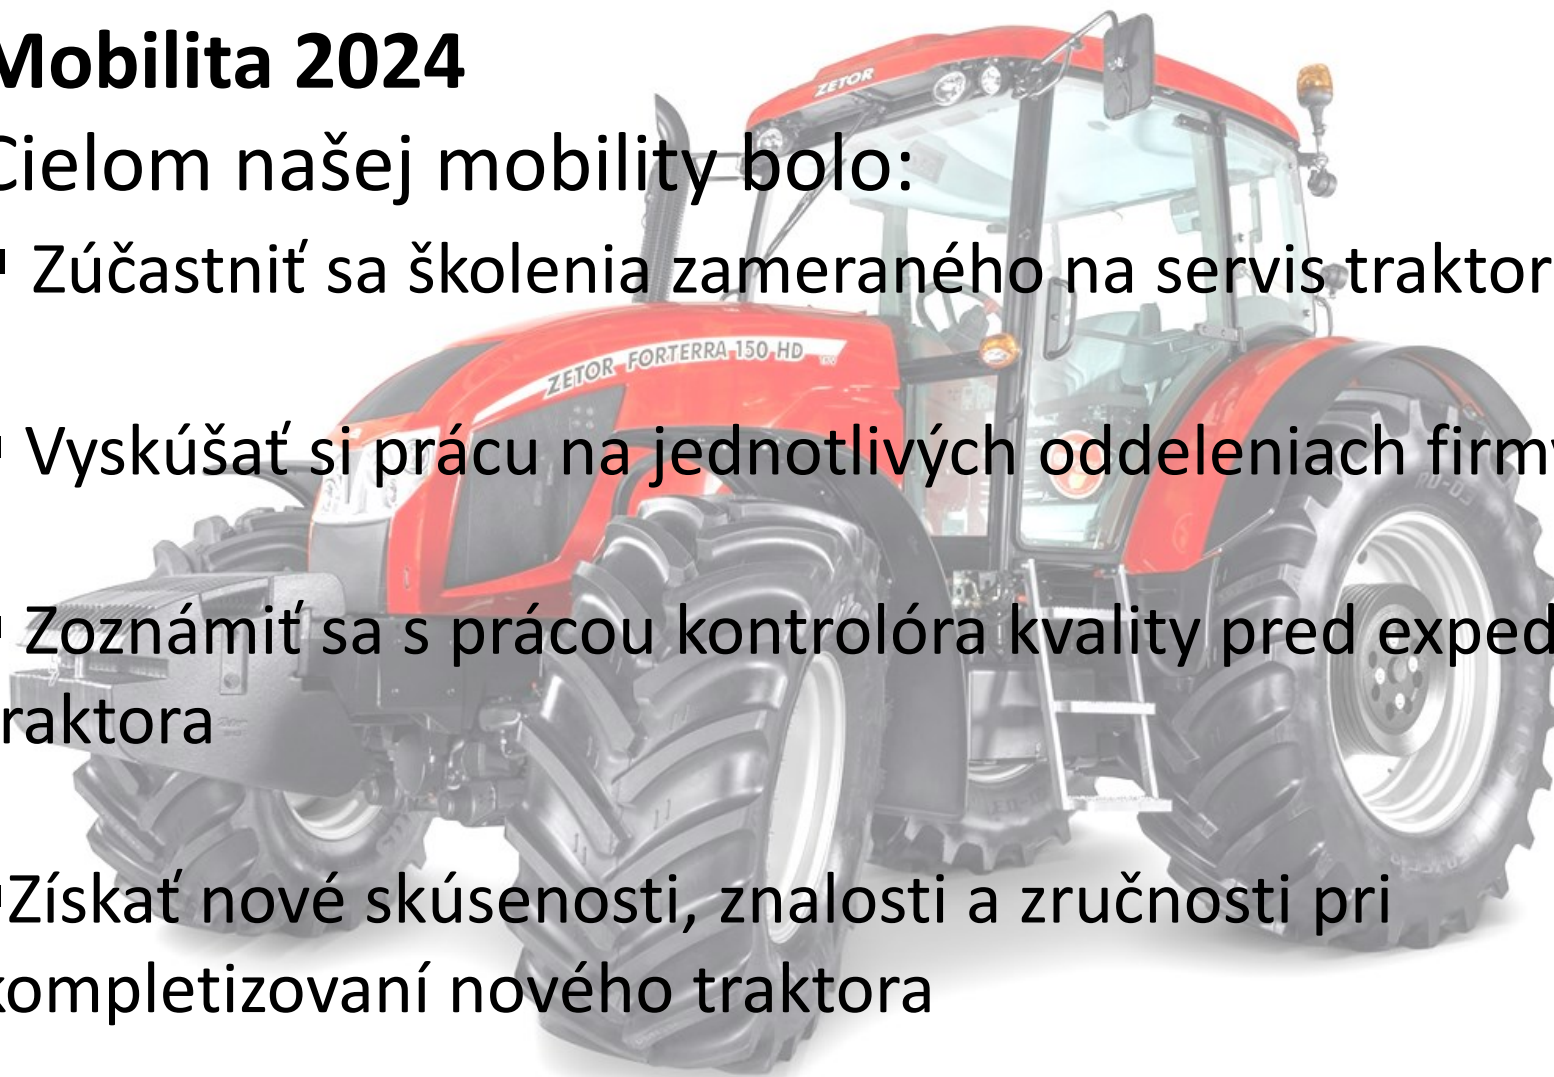 Mobilita 2024
Cielom našej mobility bolo:
▪ Zúčastniť sa školenia zameraného na servis traktor
▪ Vyskúšať si prácu na jednotlivých oddeleniach firmy
▪ Zoznámiť sa s prácou kontrolóra kvality pred exped
raktora
▪Získať nové skúsenosti, znalosti a zručnosti pri
kompletizovaní nového traktora
ZETOR
ZETOR FORTERRA 150 HD